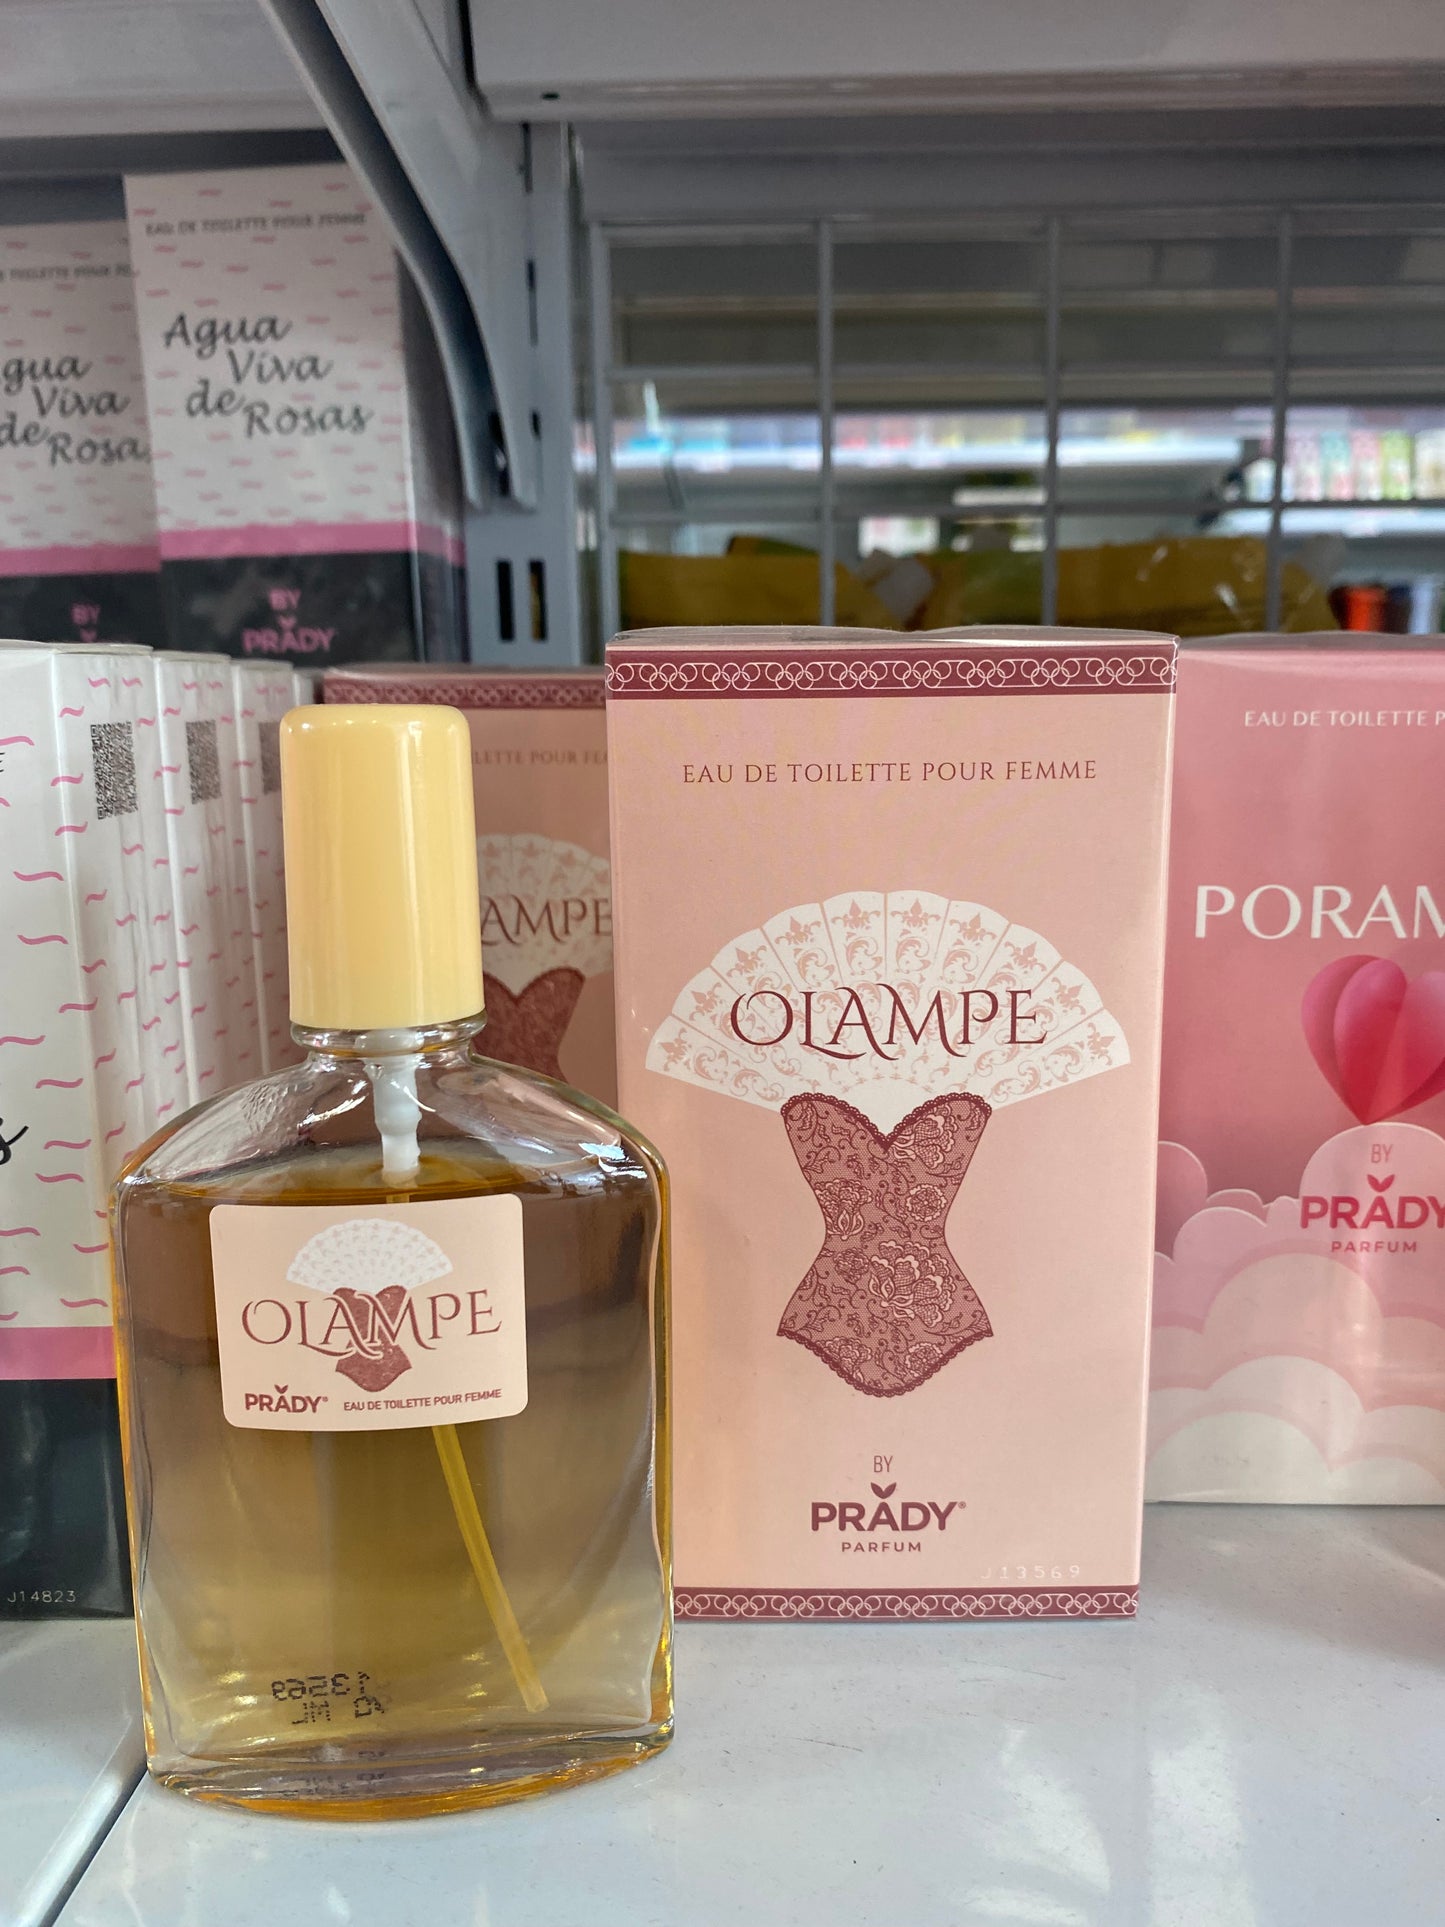 EAU DE TOILETTE POUR FEMME
Agua
Viva
de Rosas
BY
PRADY
gua
Viva
de Rosa
BY
J14823
AMPE
OLAMPE
PRADY® EAU DE TOILETTE POUR FEMME
13569
EAU DE TOILETTE POUR FEMME
OLAMPE
BY
PRADY®
PARFUM
J13569
EAU DE TOILETTE P
PORAM
BY
PRADY
PARFUM